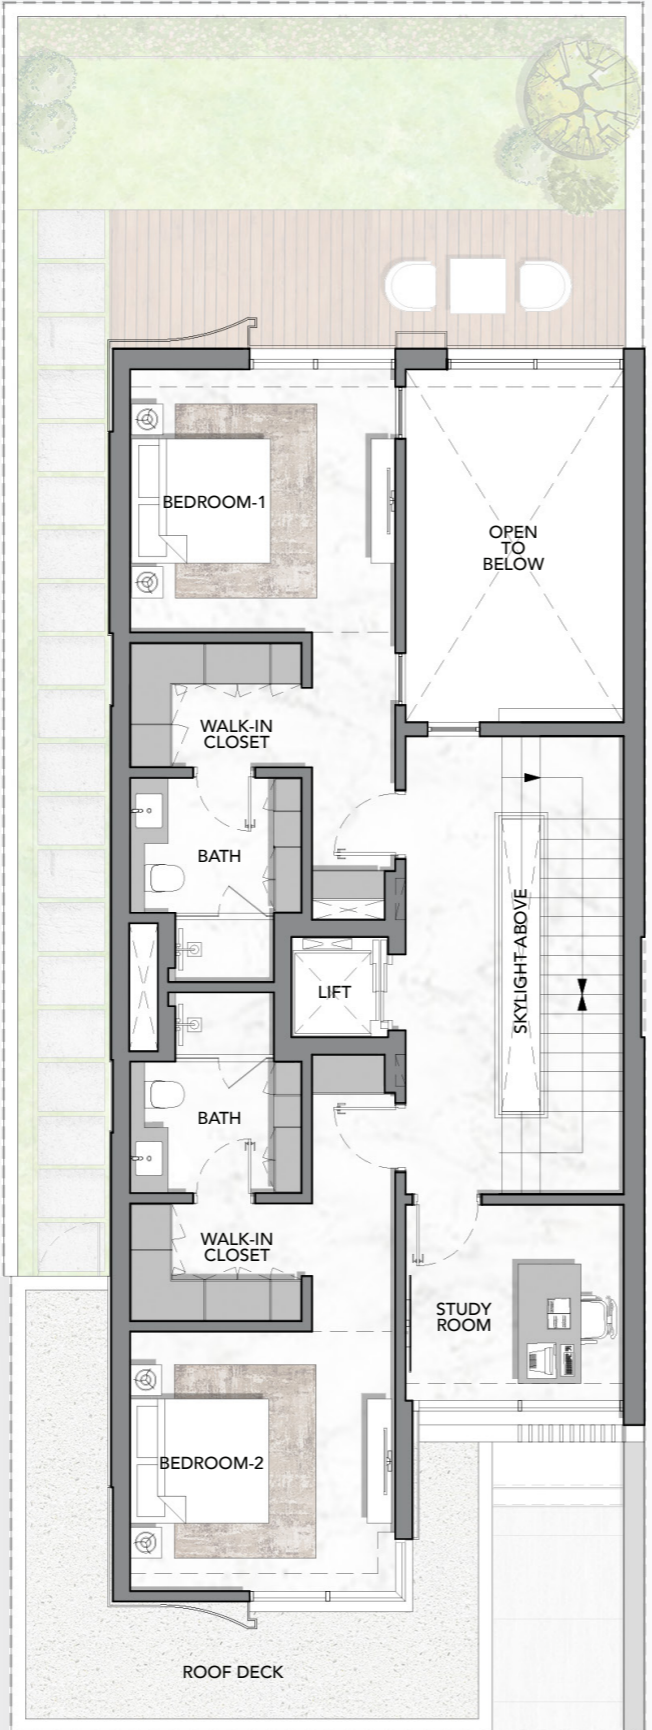 BEDROOM-1
OPEN
TO
BELOW
WALK-IN
CLOSET
BATH
SKYLIGHT ABOVE
LIFT
BATH
WALK-IN
CLOSET
STUDY
ROOM
BEDROOM-2
ROOF DECK